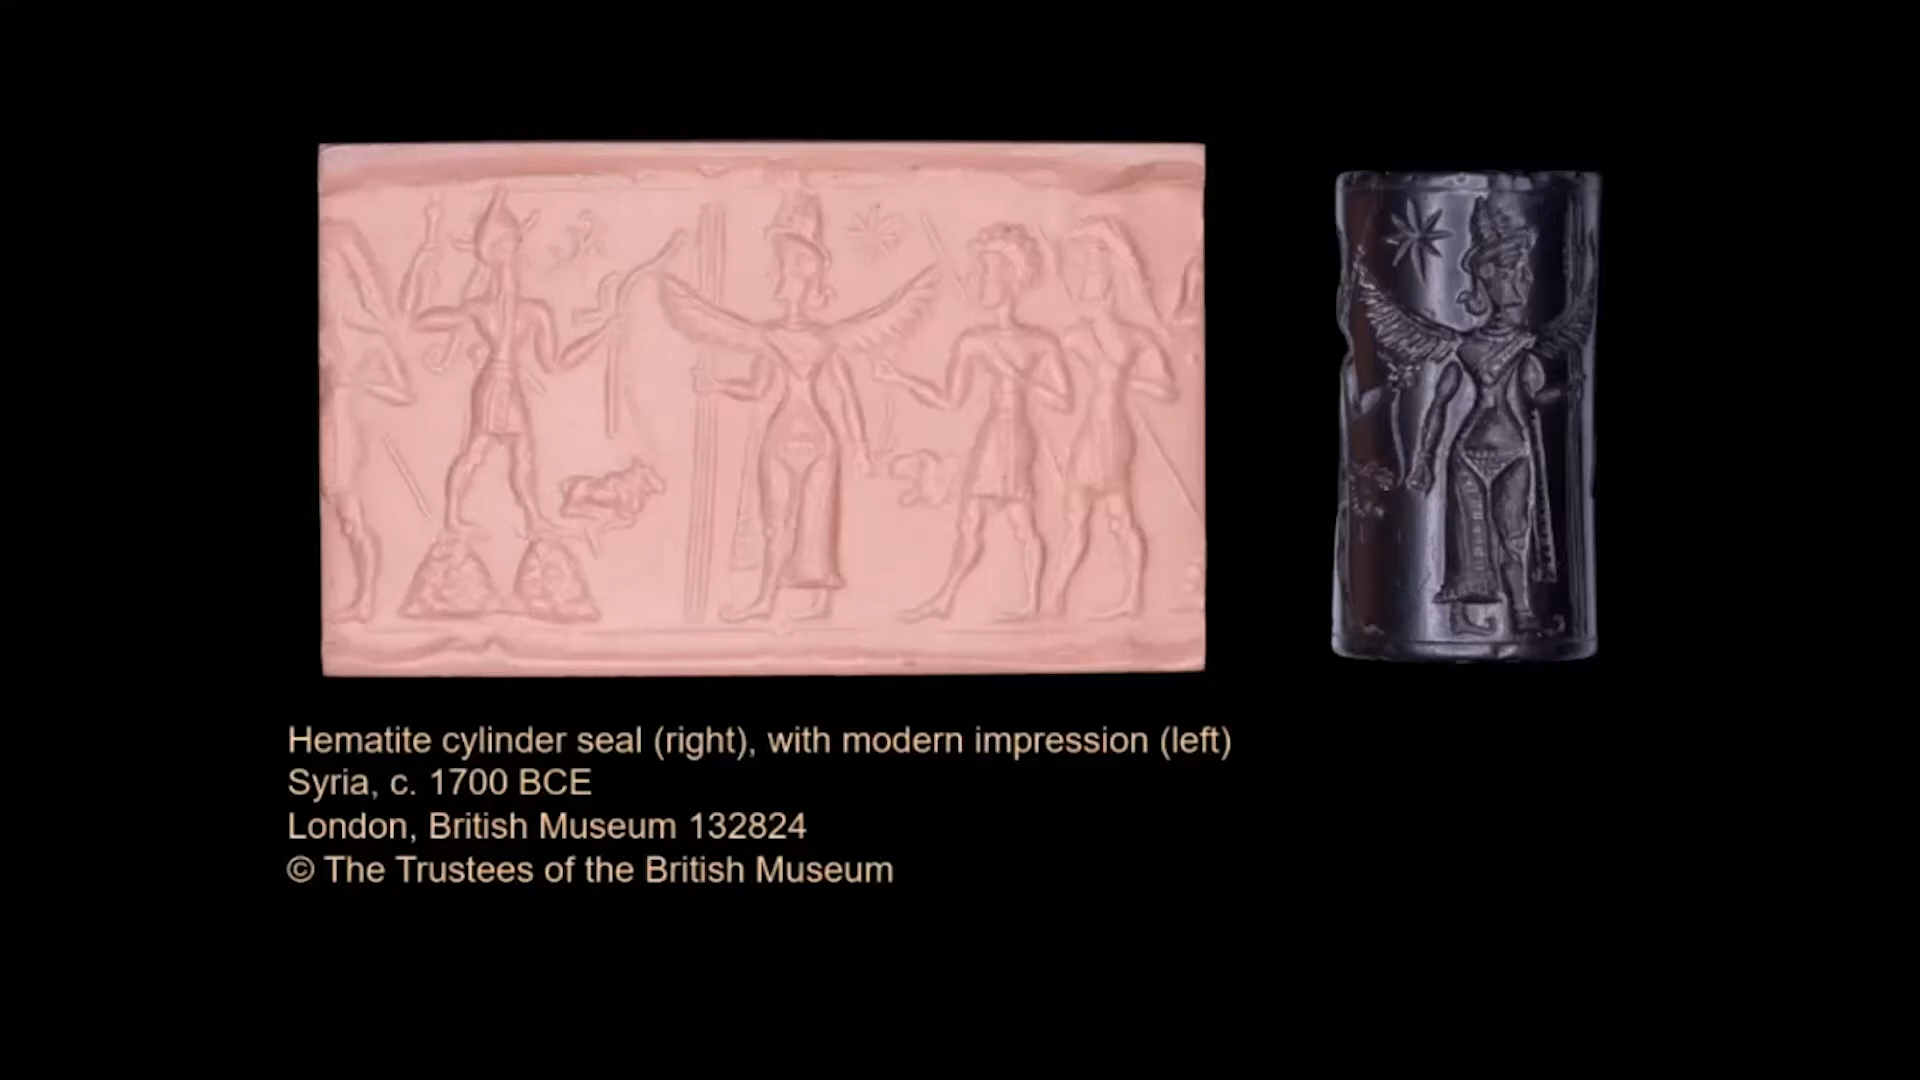 Hematite cylinder seal (right), with modern impression (left)
Syria, c. 1700 BCE
London, British Museum 132824
© The Trustees of the British Museum